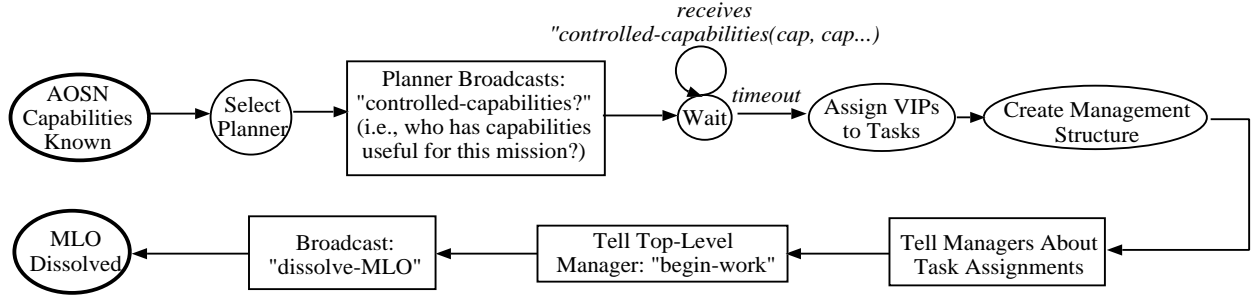 receives
"controlled-capabilities(cap, cap...)
AOSN
Capabilities
Known
Select
Planner
Planner Broadcasts:
"controlled-capabilities?"
(i.e., who has capabilities
useful for this mission?)
Wait
timeout
Assign VIPs
to Tasks
Create Management
Structure
MLO
Dissolved
Broadcast:
"dissolve-MLO"
Tell Top-Level
Manager: "begin-work"
Tell Managers About
Task Assignments